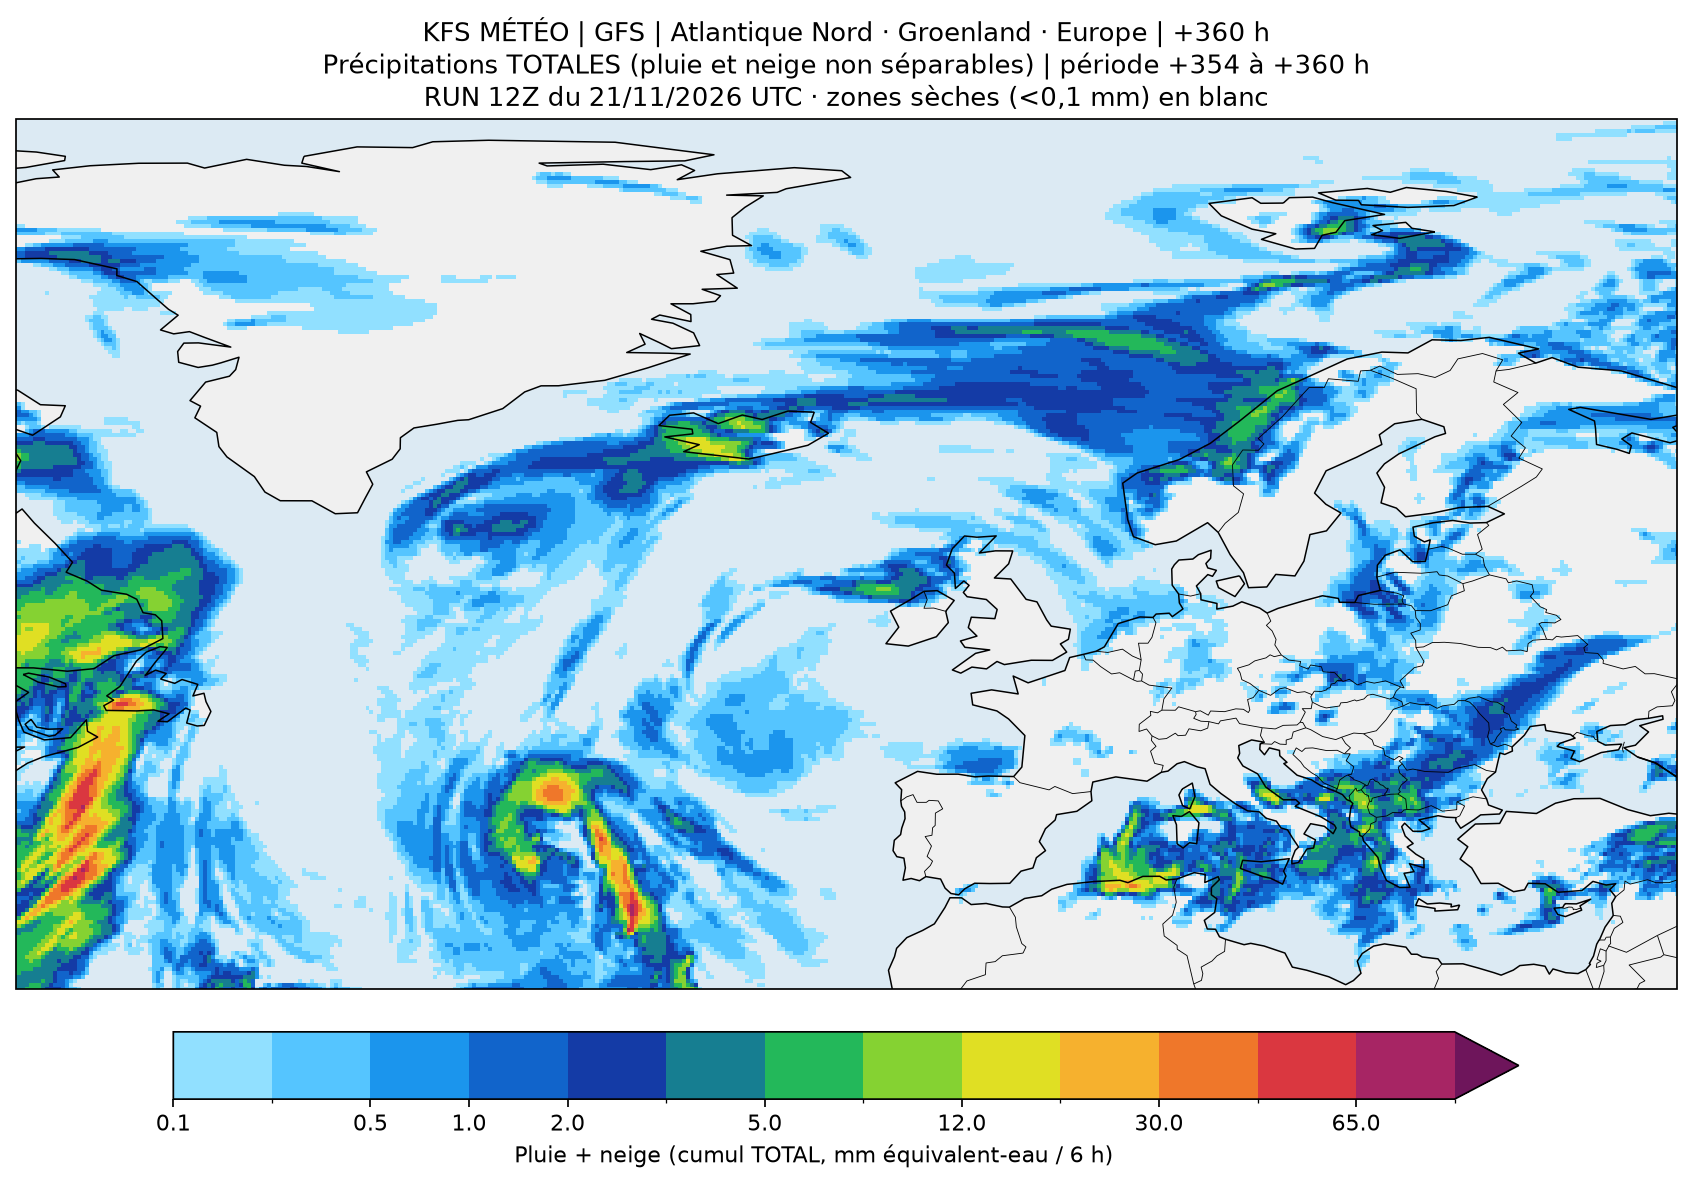 KFS MÉTÉO | GFS | Atlantique Nord · Groenland · Europe | +360 h
Précipitations TOTALES (pluie et neige non séparables) | période +354 à +360 h
RUN 12Z du 21/11/2026 UTC · zones sèches (<0,1 mm) en blanc
0.1 0.5 1.0 2.0 5.0 12.0 30.0 65.0
Pluie + neige (cumul TOTAL, mm équivalent-eau / 6 h)